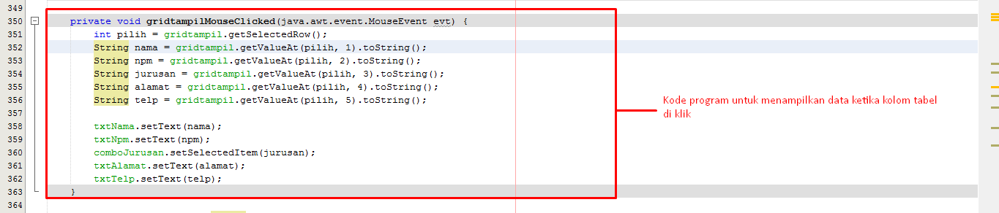 349
350 private void gridtampilMouseClicked(java.awt.event.MouseEvent evt) {
351 int pilih = gridtampil.getSelectedRow();
352 String nama = gridtampil.getValueAt(pilih, 1).toString();
353 String npm = gridtampil.getValueAt(pilih, 2).toString();
354 String jurusan = gridtampil.getValueAt(pilih, 3).toString();
355 String alamat = gridtampil.getValueAt(pilih, 4).toString();
356 String telp = gridtampil.getValueAt(pilih, 5).toString();
357
358 txtNama.setText(nama);
359 txtNpm.setText(npm);
360 comboJurusan.setSelectedItem(jurusan);
361 txtAlamat.setText(alamat);
362 txtTelp.setText(telp);
363 }
364
Kode program untuk menampilkan data ketika kolom tabel
di klik